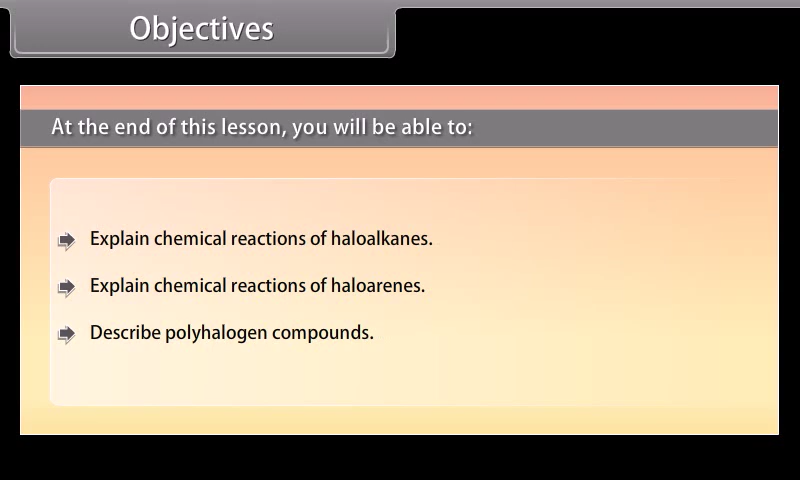 Objectives
At the end of this lesson, you will be able to:
Explain chemical reactions of haloalkanes.
Explain chemical reactions of haloarenes.
Describe polyhalogen compounds.